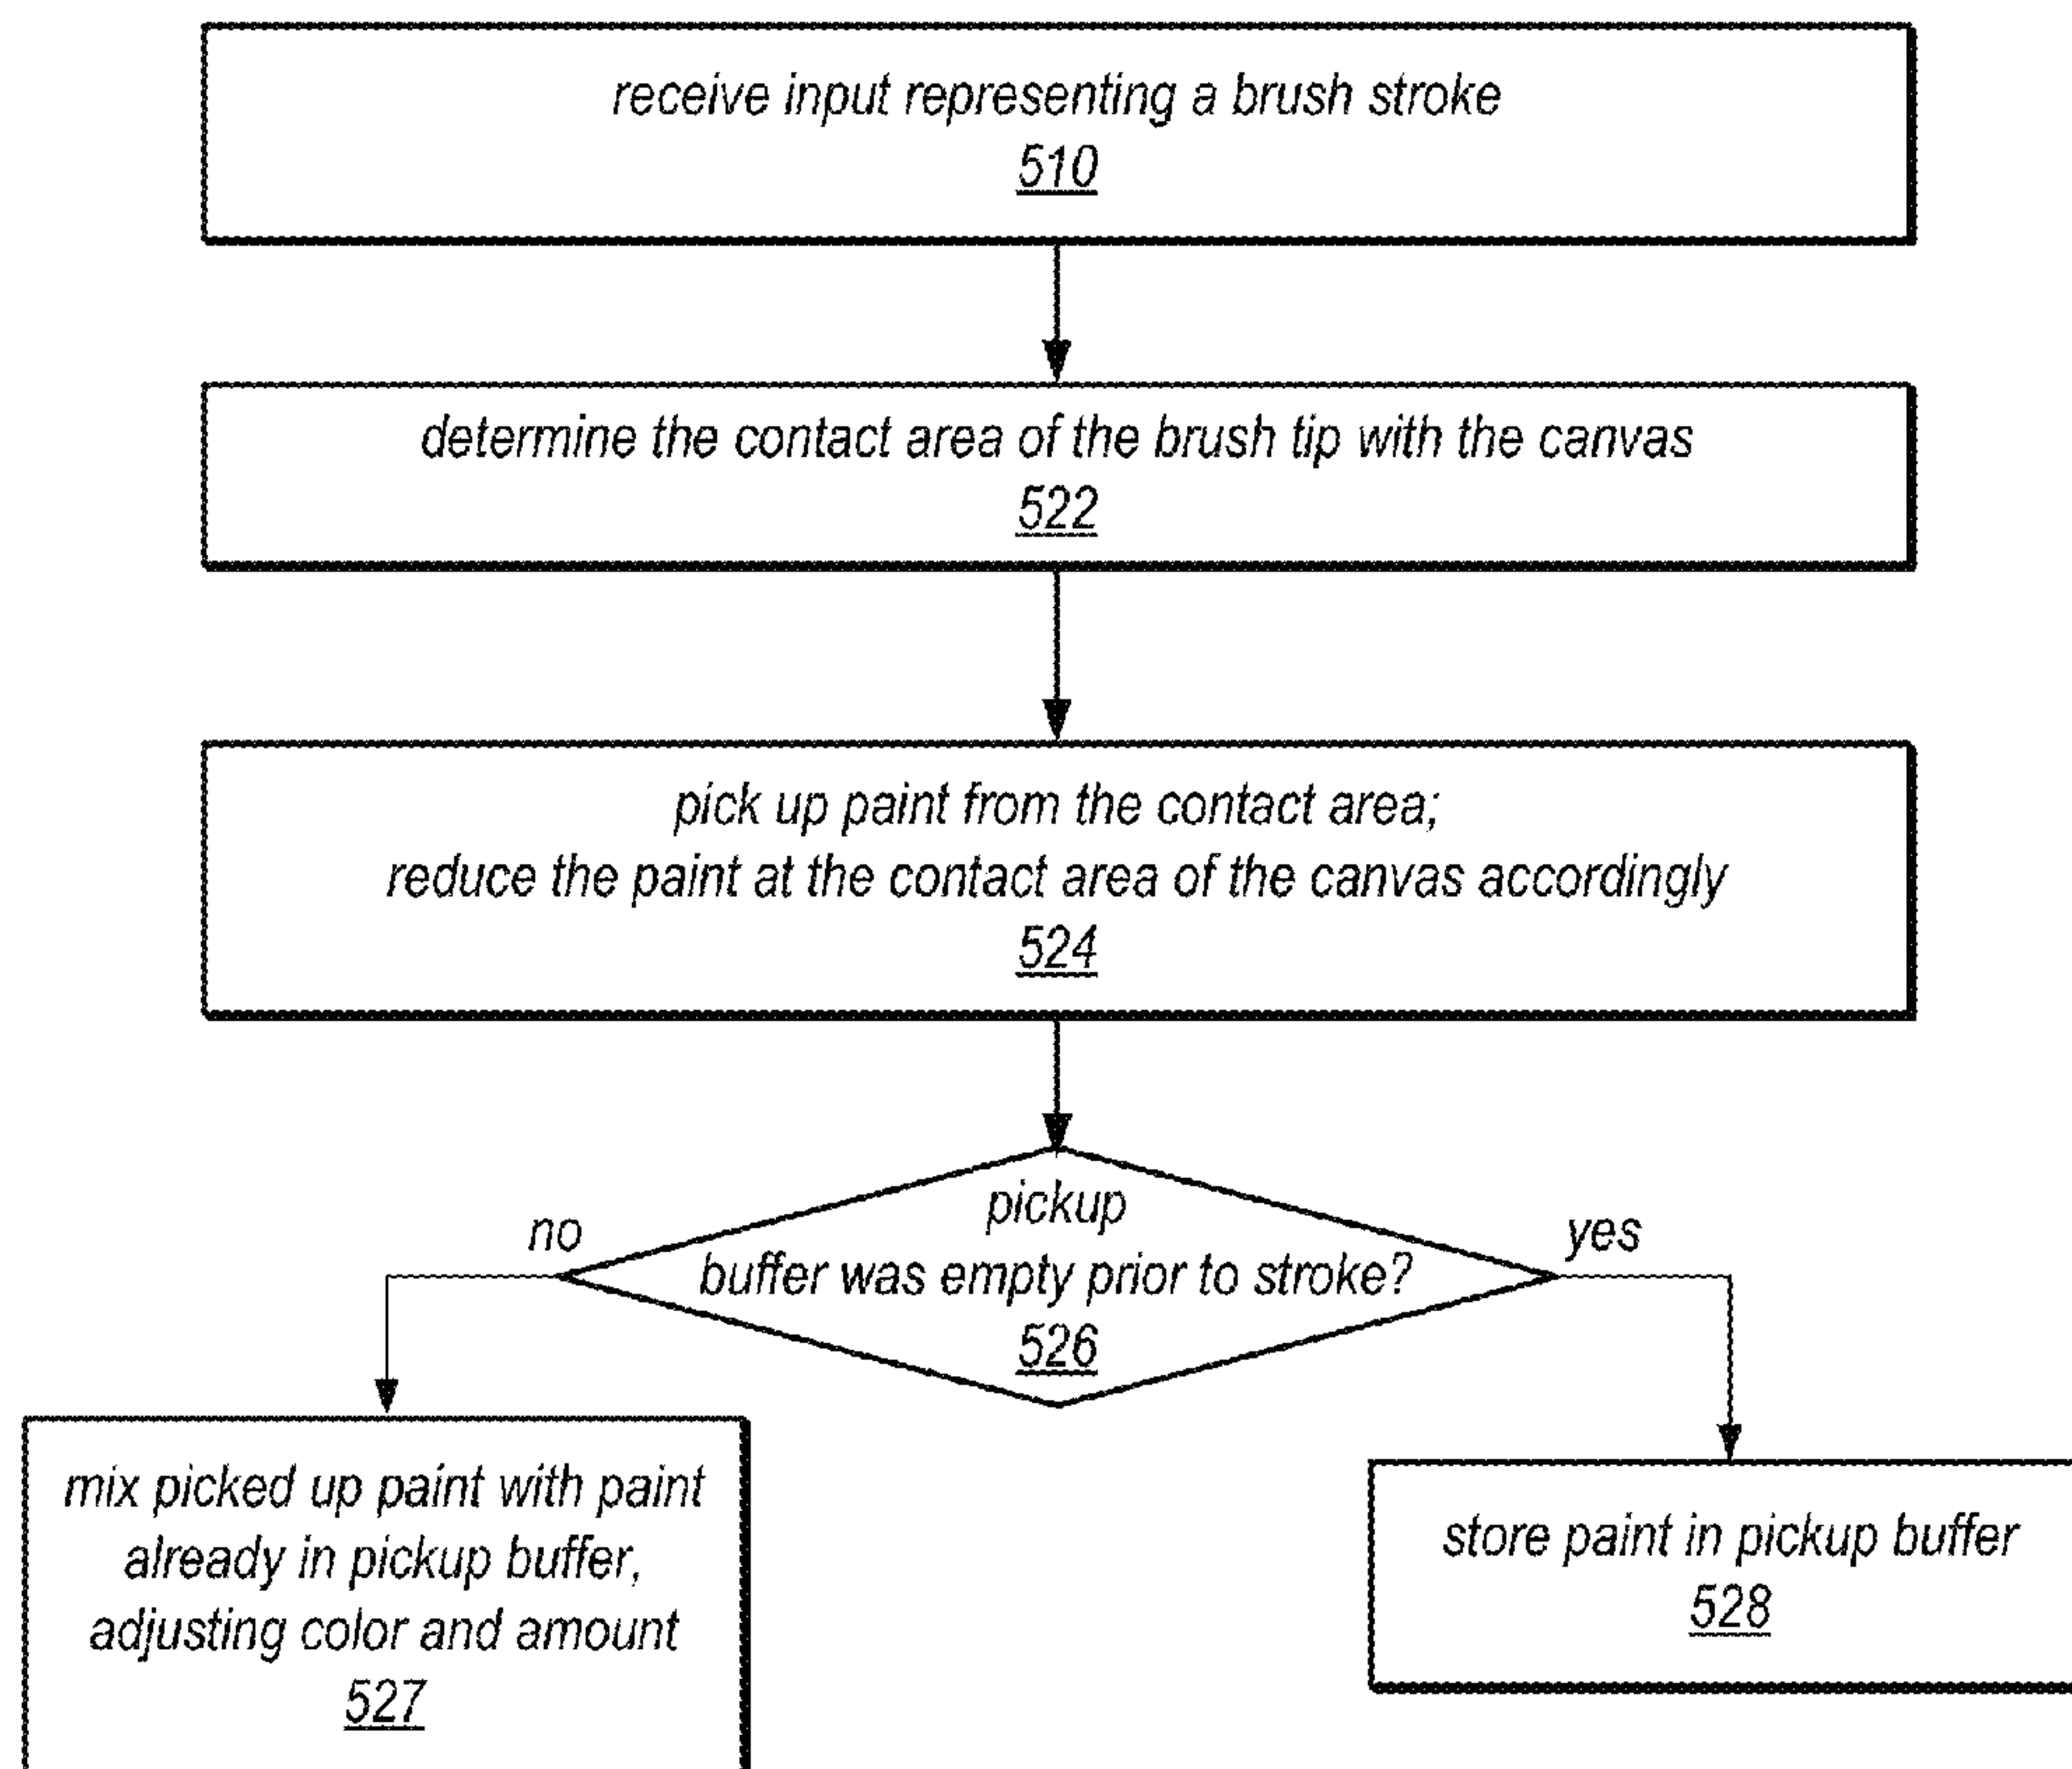 receive input representing a brush stroke
510
determine the contact area of the brush tip with the canvas
522
pick up paint from the contact area;
reduce the paint at the contact area of the canvas accordingly
524
pickup
buffer was empty prior to stroke?
526
no
yes
mix picked up paint with paint
already in pickup buffer,
adjusting color and amount
527
store paint in pickup buffer
528